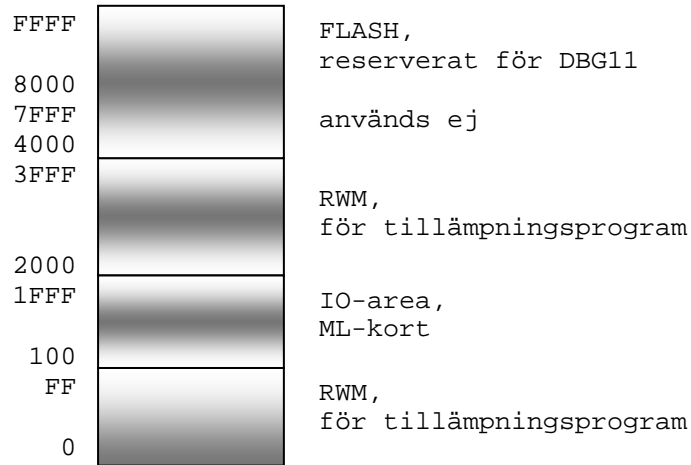 FFFF
FLASH,
reserverat för DBG11
8000
7FFF
används ej
4000
3FFF
RWM,
för tillämpningsprogram
2000
1FFF
IO-area,
ML-kort
100
FF
RWM,
för tillämpningsprogram
0